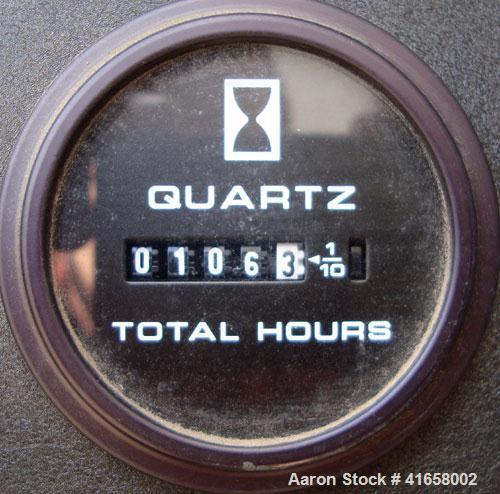 QUARTZ
01063 ◄1/10
TOTAL HOURS
Aaron Stock # 41658002